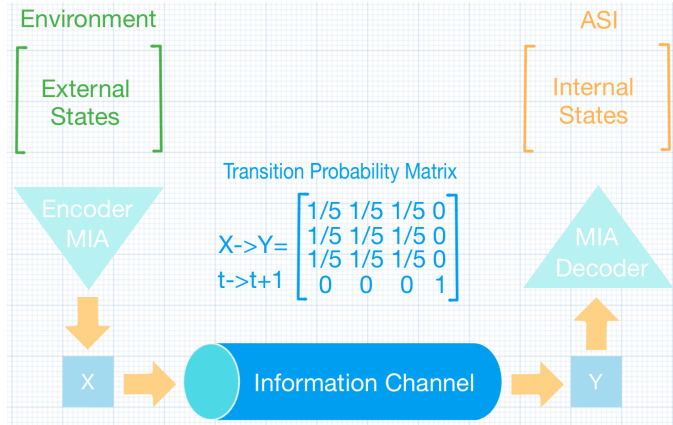 Environment
ASI
External
States
Internal
States
Transition Probability Matrix
Encoder
MIA
X->Y=
t->t+1
1/5 1/5 1/5 0
1/5 1/5 1/5 0
1/5 1/5 1/5 0
0 0 0 1
MIA
Decoder
X
Information Channel
Y